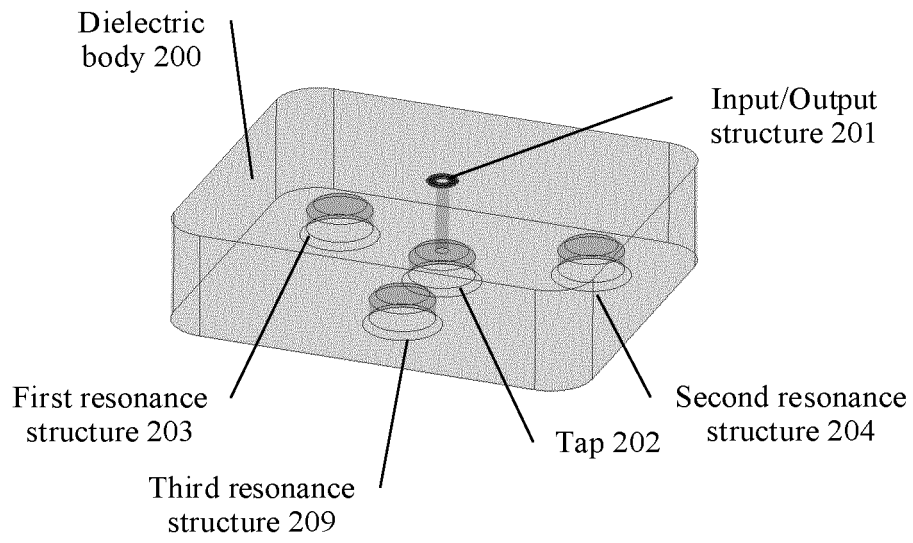 Dielectric
body 200
Input/Output
structure 201
First resonance
structure 203
Second resonance
structure 204
Tap 202
Third resonance
structure 209